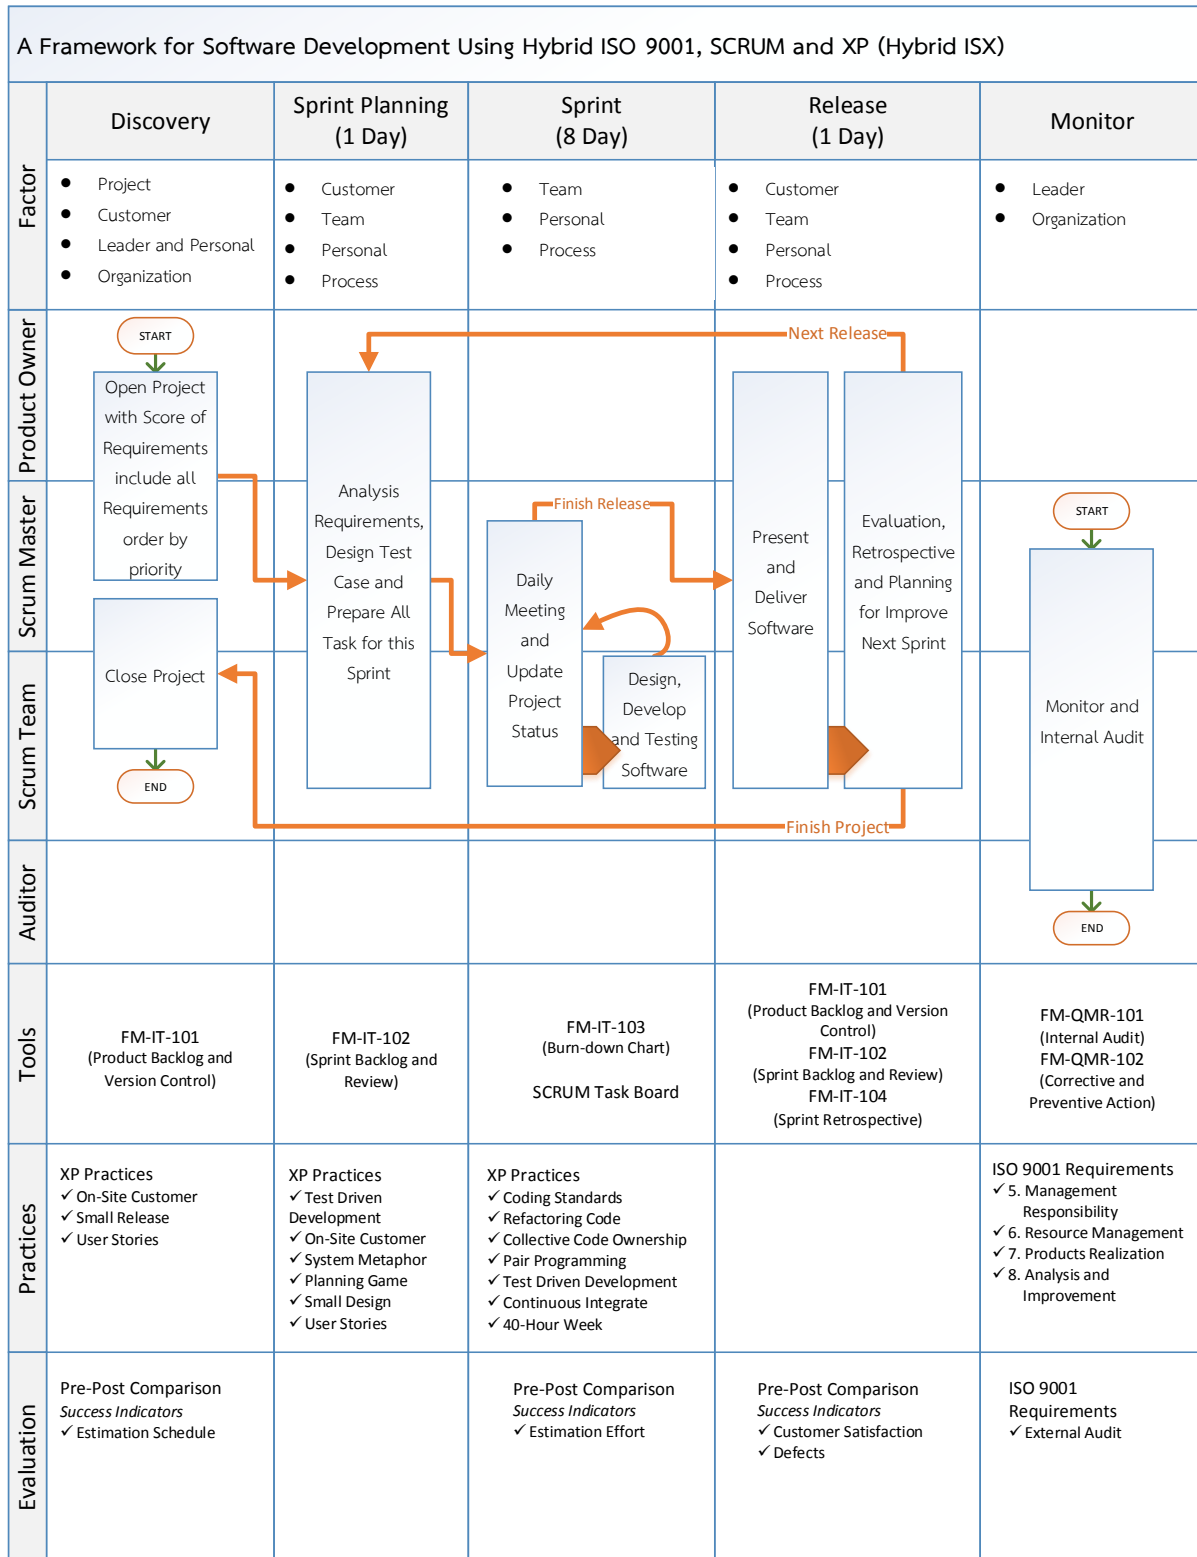 A Framework for Software Development Using Hybrid ISO 9001, SCRUM and XP (Hybrid ISX)
Discovery
Sprint Planning
(1 Day)
Sprint
(8 Day)
Release
(1 Day)
Monitor
Factor
Project
Customer
Leader and Personal
Organization
Customer
Team
Personal
Process
Team
Personal
Process
Customer
Team
Personal
Process
Leader
Organization
Product Owner
Scrum Master
Scrum Team
Auditor
START
Open Project
with Score of
Requirements
include all
Requirements
order by
priority
Close Project
END
Analysis
Requirements,
Design Test
Case and
Prepare All
Task for this
Sprint
Finish Release
Daily
Meeting
and
Update
Project
Status
Design,
Develop
and Testing
Software
Next Release
Present
and
Deliver
Software
Evaluation,
Retrospective
and Planning
for Improve
Next Sprint
Finish Project
START
Monitor and
Internal Audit
END
Tools
FM-IT-101
(Product Backlog and
Version Control)
FM-IT-102
(Sprint Backlog and
Review)
FM-IT-103
(Burn-down Chart)
SCRUM Task Board
FM-IT-101
(Product Backlog and Version
Control)
FM-IT-102
(Sprint Backlog and Review)
FM-IT-104
(Sprint Retrospective)
FM-QMR-101
(Internal Audit)
FM-QMR-102
(Corrective and
Preventive Action)
Practices
XP Practices
✓ On-Site Customer
✓ Small Release
✓ User Stories
XP Practices
✓ Test Driven
Development
✓ On-Site Customer
✓ System Metaphor
✓ Planning Game
✓ Small Design
✓ User Stories
XP Practices
✓ Coding Standards
✓ Refactoring Code
✓ Collective Code Ownership
✓ Pair Programming
✓ Test Driven Development
✓ Continuous Integrate
✓ 40-Hour Week
ISO 9001 Requirements
✓ 5. Management
Responsibility
✓ 6. Resource Management
✓ 7. Products Realization
✓ 8. Analysis and
Improvement
Evaluation
Pre-Post Comparison
Success Indicators
✓ Estimation Schedule
Pre-Post Comparison
Success Indicators
✓ Estimation Effort
Pre-Post Comparison
Success Indicators
✓ Customer Satisfaction
✓ Defects
ISO 9001
Requirements
✓ External Audit